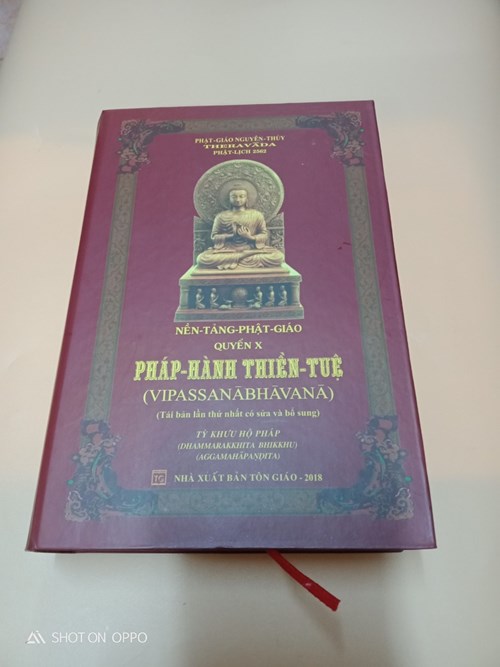 PHẬT-GIÁO NGUYÊN-THỦY
THERAVĀDA
PHẬT-LỊCH 2562
NỀN-TẢNG-PHẬT-GIÁO
QUYỂN X
PHÁP-HÀNH THIỀN-TUỆ
(VIPASSANĀBHĀVANĀ)
(Tái bản lần thứ nhất có sửa và bổ sung)
TỲ KHƯU HỘ PHÁP
(DHAMMARAKKHITA BHIKKHU)
(AGGAMAHĀPAṆḌITA)
TG NHÀ XUẤT BẢN TÔN GIÁO - 2018
SHOT ON OPPO